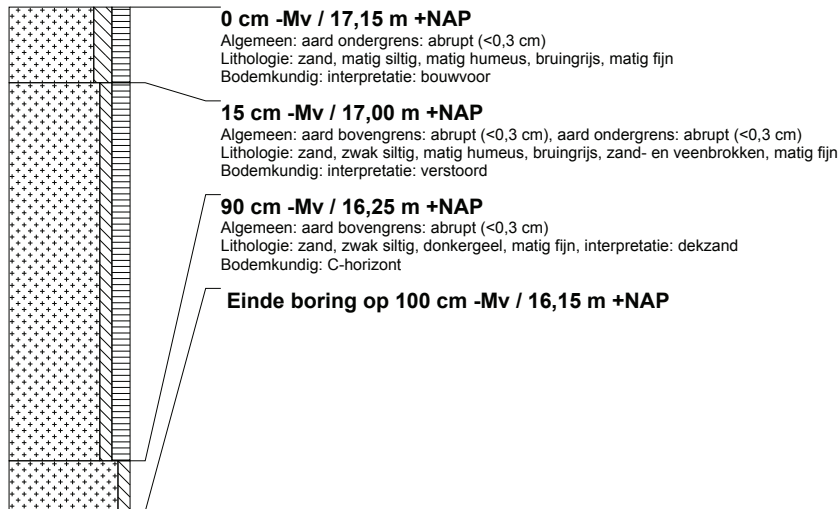 0 cm -Mv / 17,15 m +NAP
Algemeen: aard ondergrens: abrupt (<0,3 cm)
Lithologie: zand, matig siltig, matig humeus, bruingrijs, matig fijn
Bodemkundig: interpretatie: bouwvoor
15 cm -Mv / 17,00 m +NAP
Algemeen: aard bovengrens: abrupt (<0,3 cm), aard ondergrens: abrupt (<0,3 cm)
Lithologie: zand, zwak siltig, matig humeus, bruingrijs, zand- en veenbrokken, matig fijn
Bodemkundig: interpretatie: verstoord
90 cm -Mv / 16,25 m +NAP
Algemeen: aard bovengrens: abrupt (<0,3 cm)
Lithologie: zand, zwak siltig, donkergeel, matig fijn, interpretatie: dekzand
Bodemkundig: C-horizont
Einde boring op 100 cm -Mv / 16,15 m +NAP